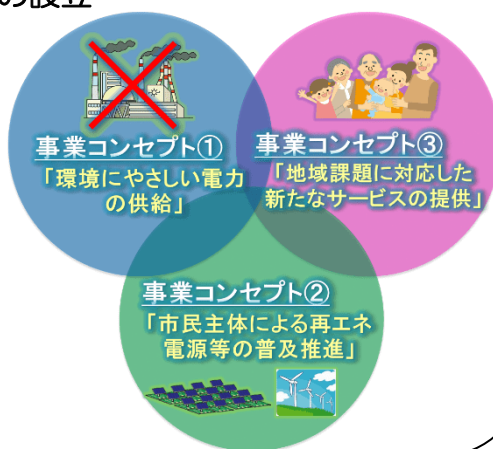 の設立
事業コンセプト①
「環境にやさしい電力
の供給」
事業コンセプト③
「地域課題に対応した
新たなサービスの提供」
事業コンセプト②
「市民主体による再エネ
電源等の普及推進」